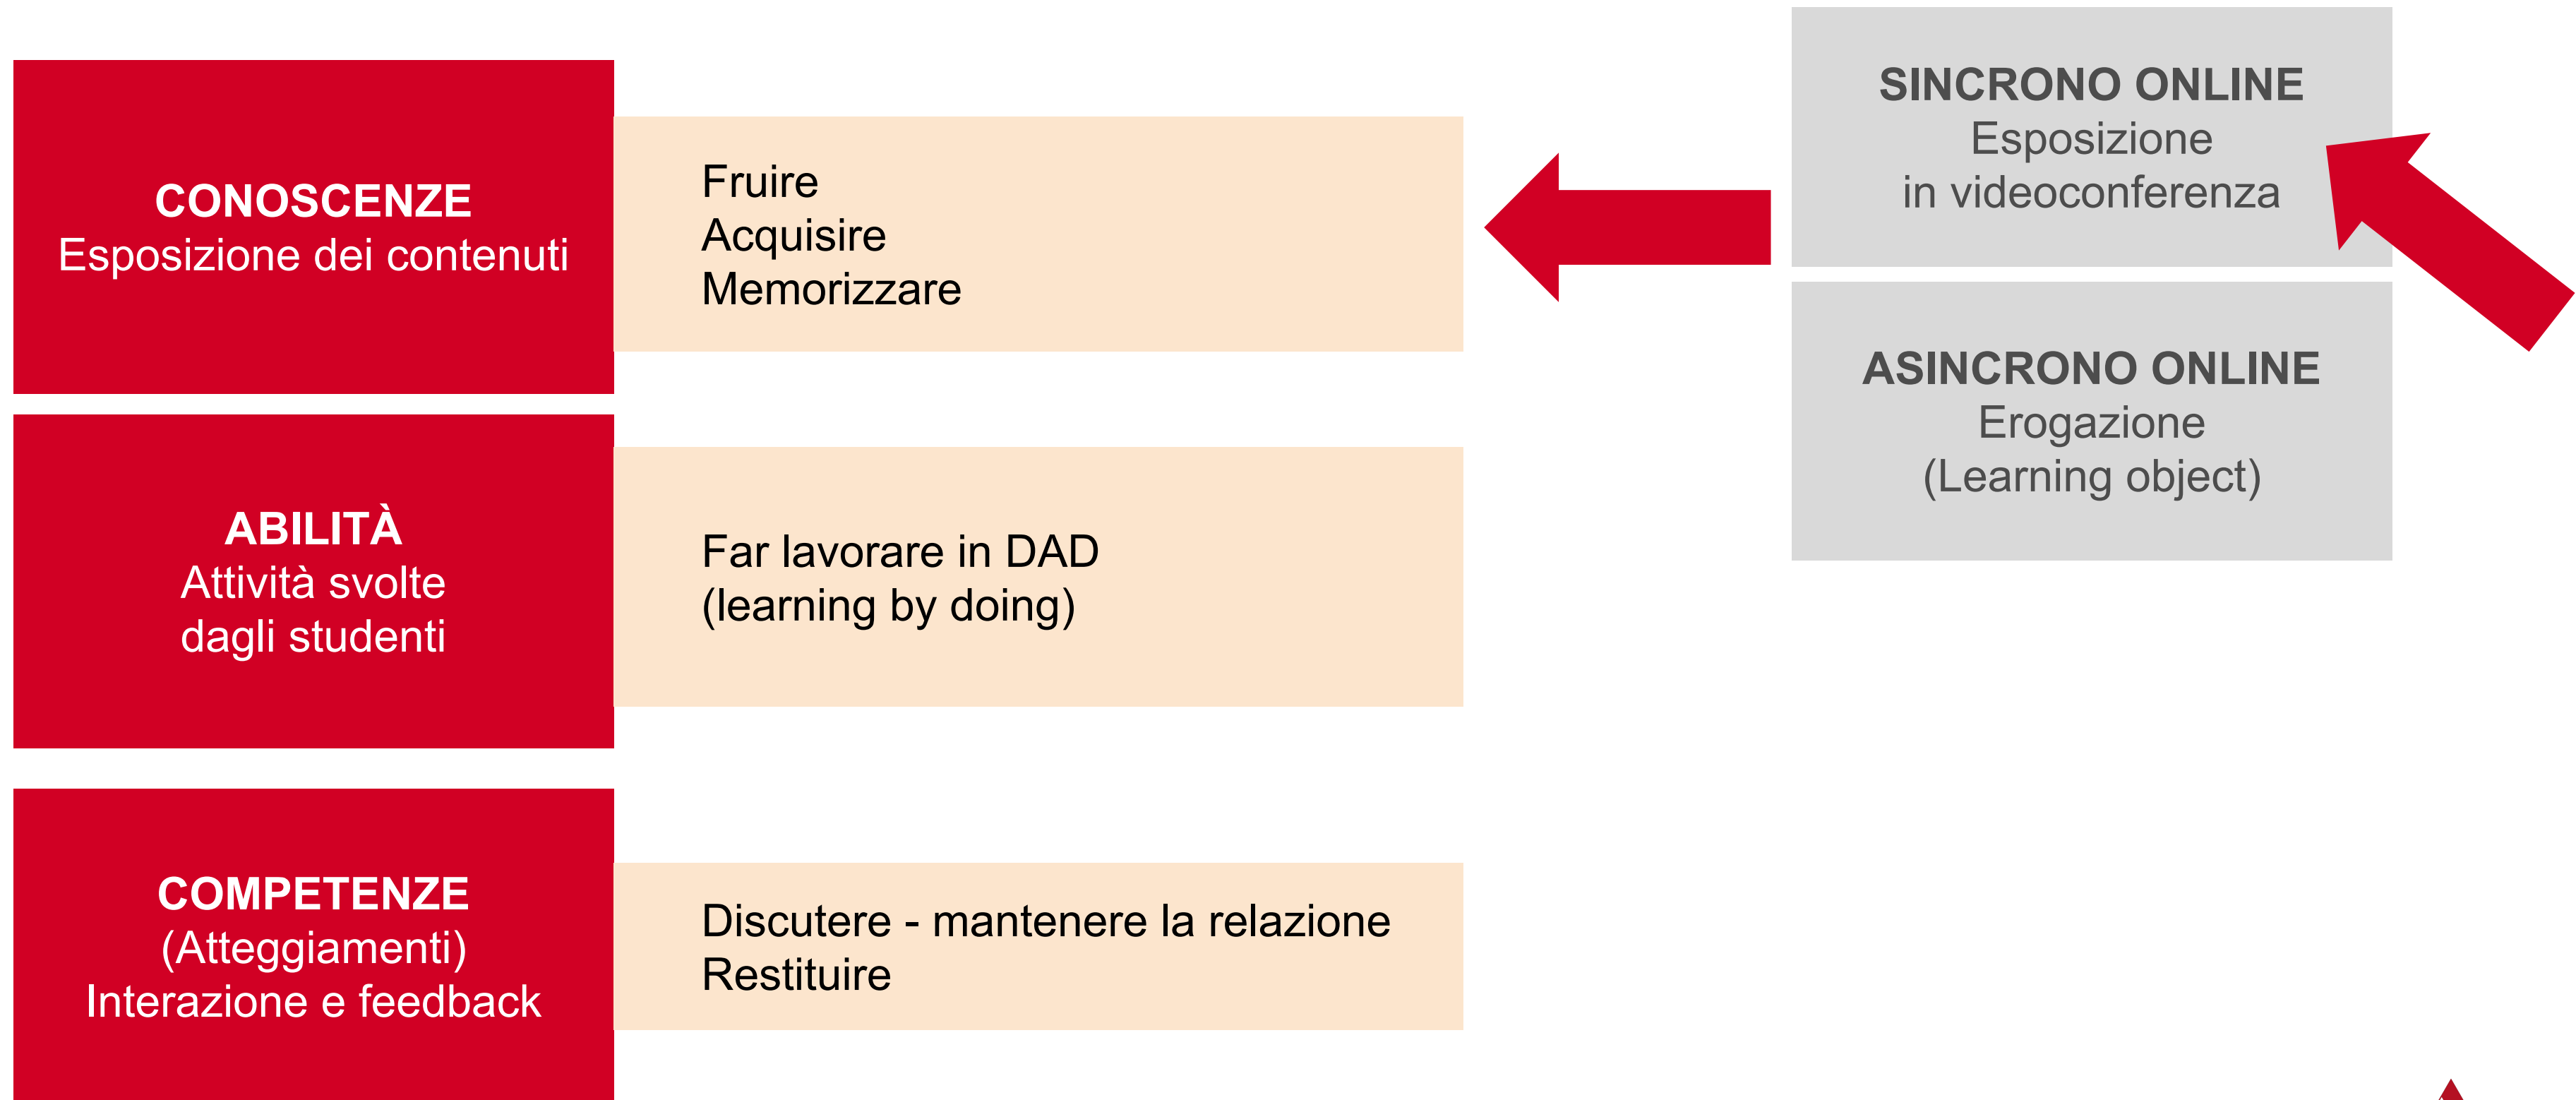 CONOSCENZE
Esposizione dei contenuti
Fruire
Acquisire
Memorizzare
SINCRONO ONLINE
Esposizione
in videoconferenza
ASINCRONO ONLINE
Erogazione
(Learning object)
ABILITÀ
Attività svolte
dagli studenti
Far lavorare in DAD
(learning by doing)
COMPETENZE
(Atteggiamenti)
Interazione e feedback
Discutere - mantenere la relazione
Restituire